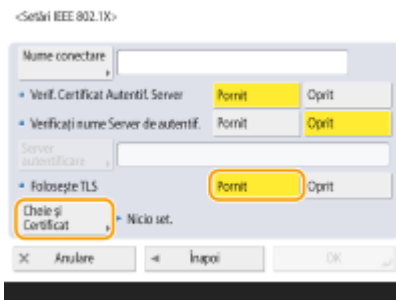 <Setări IEEE 802.1X>
Nume conectare
Verif. Certificat Autentif. Server Pornit Oprit
Verificați nume Server de autentif. Pornit Oprit
Server
autentificare
Folosește TLS Pornit Oprit
Cheie și
Certificat Nicio set.
Anulare Înapoi OK